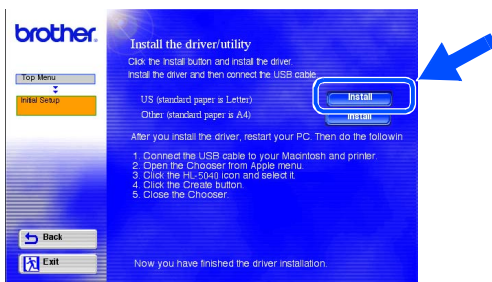 brother.
Install the driver/utility
Click the Install button and install the driver.
Install the driver and then connect the USB cable.
Top Menu
Initial Setup
US (standard paper is Letter)
Install
Other (standard paper is A4)
Install
After you install the driver, restart your PC. Then do the followin
1. Connect the USB cable to your Macintosh and printer.
2. Open the Chooser from Apple menu.
3. Click the HL-5040 icon and select it.
4. Click the Create button.
5. Close the Chooser.
Back
Exit
Now you have finished the driver installation.